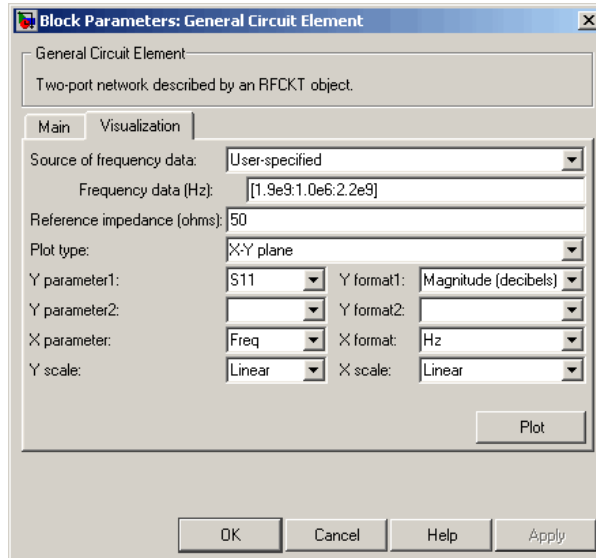 Block Parameters: General Circuit Element
General Circuit Element
Two-port network described by an RFCKT object.
Main Visualization
Source of frequency data: User-specified
Frequency data (Hz): [1.9e9:1.0e6:2.2e9]
Reference impedance (ohms): 50
Plot type: X-Y plane
Y parameter1: S11 Y format1: Magnitude (decibels)
Y parameter2: Y format2:
X parameter: Freq X format: Hz
Y scale: Linear X scale: Linear
Plot
OK Cancel Help Apply